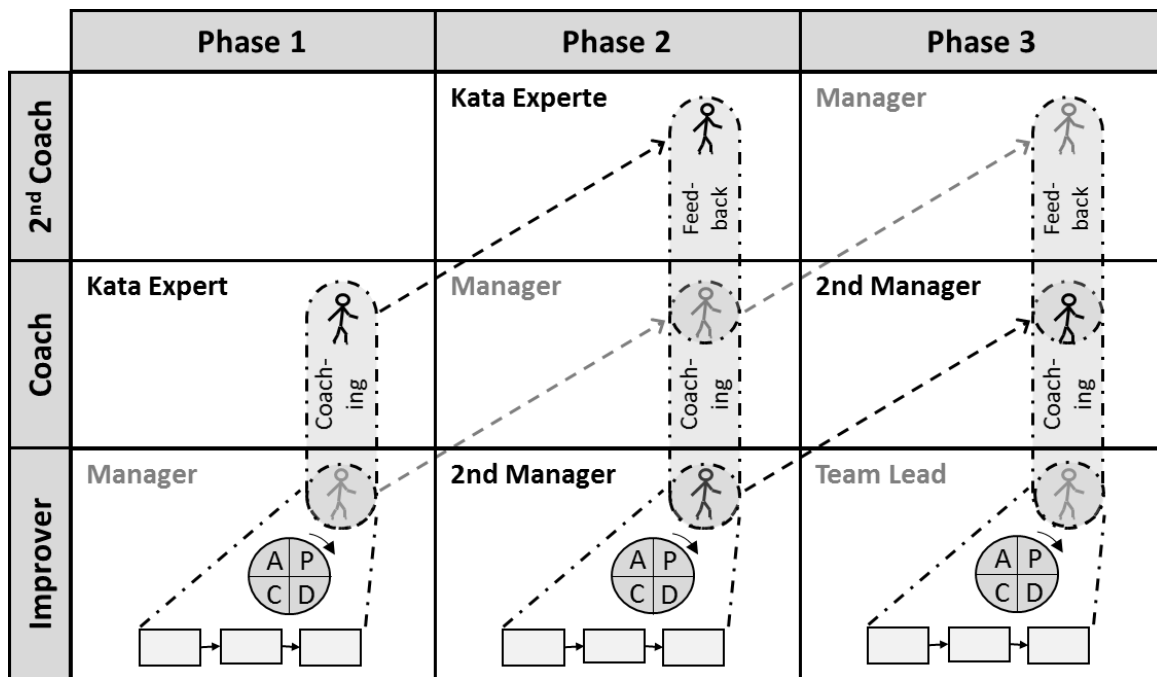 Phase 1
Phase 2
Phase 3
2nd Coach
Kata Experte
Manager
Feed-
back
Feed-
back
Coach
Kata Expert
Manager
2nd Manager
Coach-
ing
Coach-
ing
Coach-
ing
Improver
Manager
2nd Manager
Team Lead
A P
C D
A P
C D
A P
C D